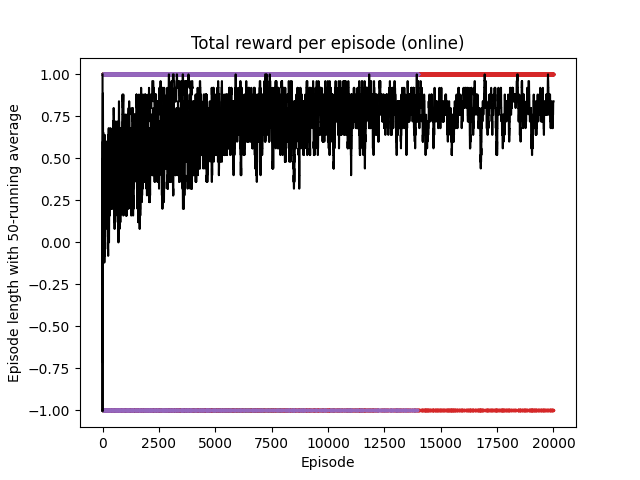 Total reward per episode (online)
Episode length with 50-running average
1.00
0.75
0.50
0.25
0.00
−0.25
−0.50
−0.75
−1.00
0 2500 5000 7500 10000 12500 15000 17500 20000
Episode